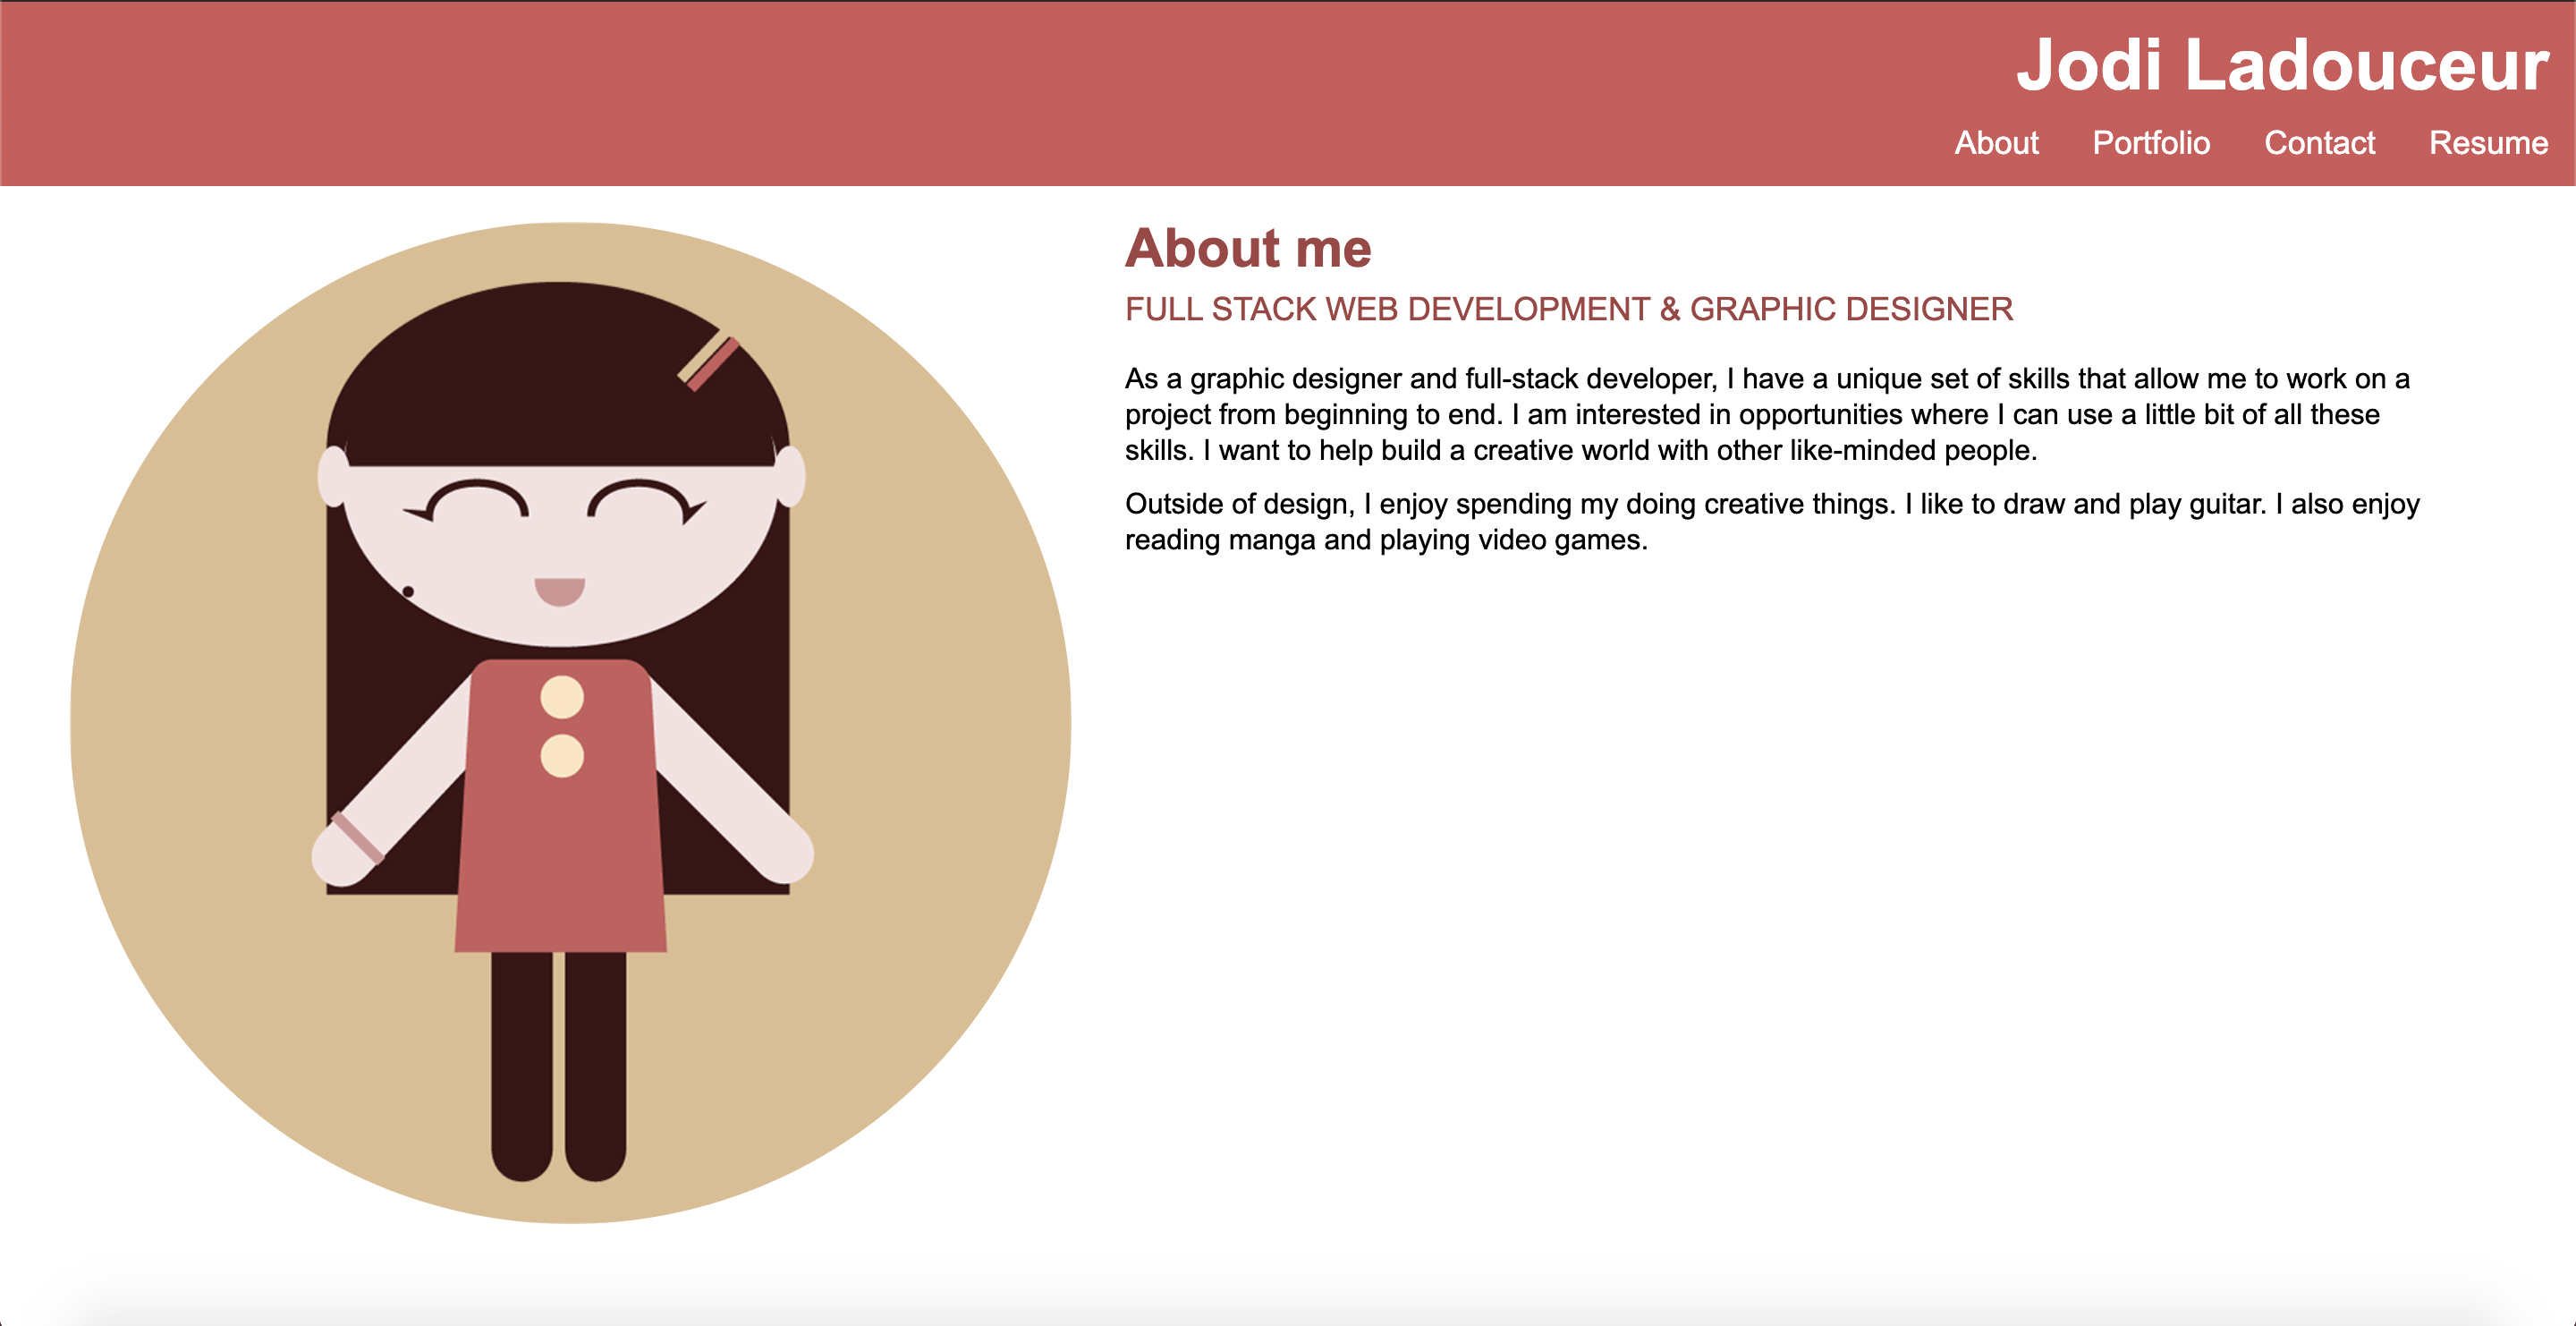 Jodi Ladouceur
About Portfolio Contact Resume
About me
FULL STACK WEB DEVELOPMENT & GRAPHIC DESIGNER
As a graphic designer and full-stack developer, I have a unique set of skills that allow me to work on a
project from beginning to end. I am interested in opportunities where I can use a little bit of all these
skills. I want to help build a creative world with other like-minded people.
Outside of design, I enjoy spending my doing creative things. I like to draw and play guitar. I also enjoy
reading manga and playing video games.